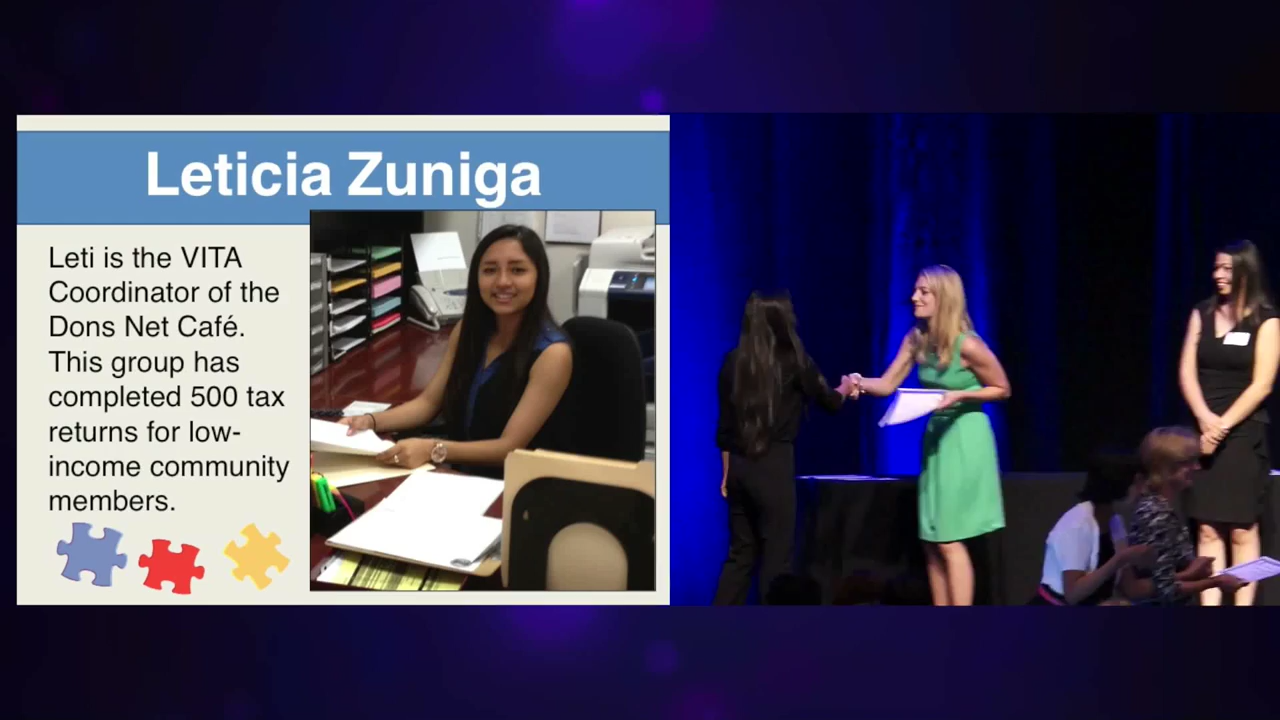 Leticia Zuniga
Leti is the VITA
Coordinator of the
Dons Net Café.
This group has
completed 500 tax
returns for low-
income community
members.